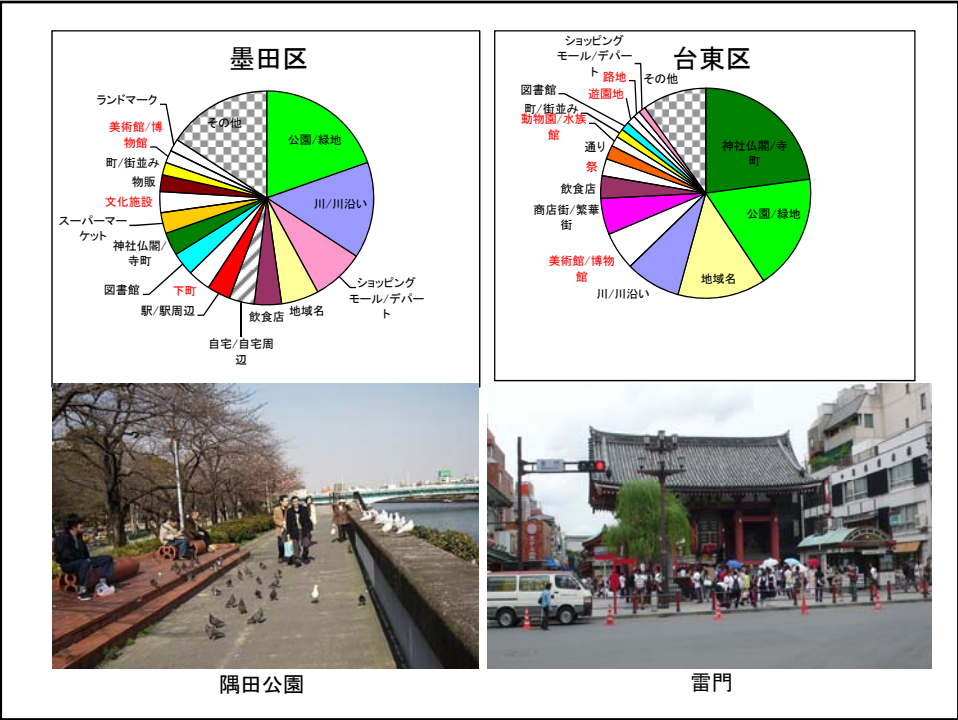 墨田区
ランドマーク
その他
美術館/博
物館
公園/緑地
町/街並み
物販
川/川沿い
文化施設
スーパーマー
ケット
神社仏閣/
寺町
図書館
下町
駅/駅周辺
自宅/自宅周
辺
飲食店
地域名
ショッピング
モール/デパー
ト
台東区
ショッピング
モール/デパー
ト
路地
その他
図書館
遊園地
町/街並み
動物園/水族
館
通り
神社仏閣/寺
町
祭
飲食店
公園/緑地
商店街/繁華
街
美術館/博物
館
地域名
川/川沿い
隅田公園
雷門